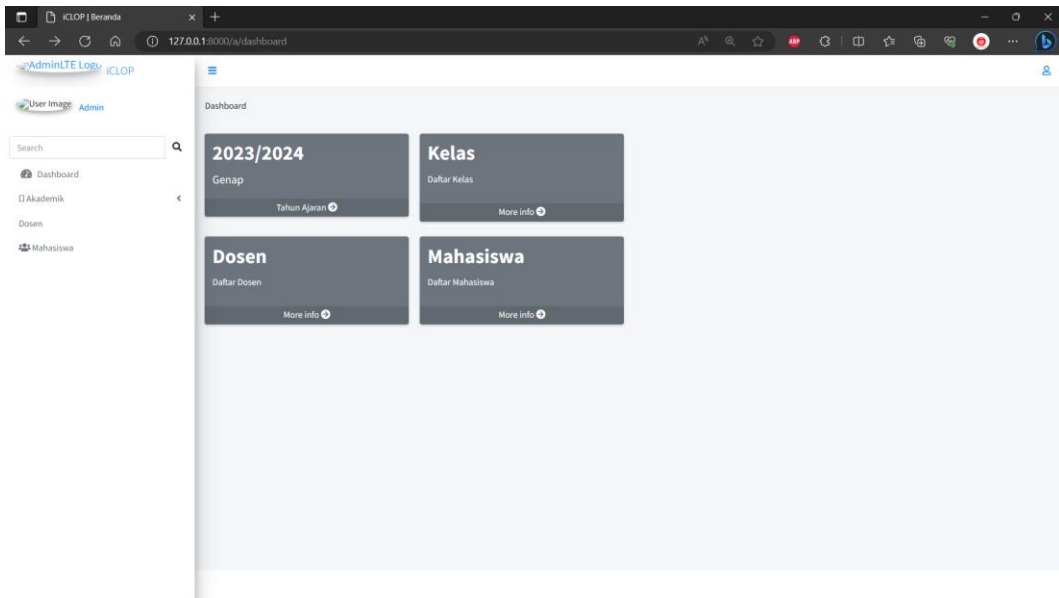 iCLOP | Beranda
127.0.0.1:8000/a/dashboard
ABP
AdminLTE Logo iCLOP
User Image Admin
Search
Dashboard
Akademik
Dosen
Mahasiswa
Dashboard
2023/2024
Genap
Tahun Ajaran
Kelas
Daftar Kelas
More info
Dosen
Daftar Dosen
More info
Mahasiswa
Daftar Mahasiswa
More info